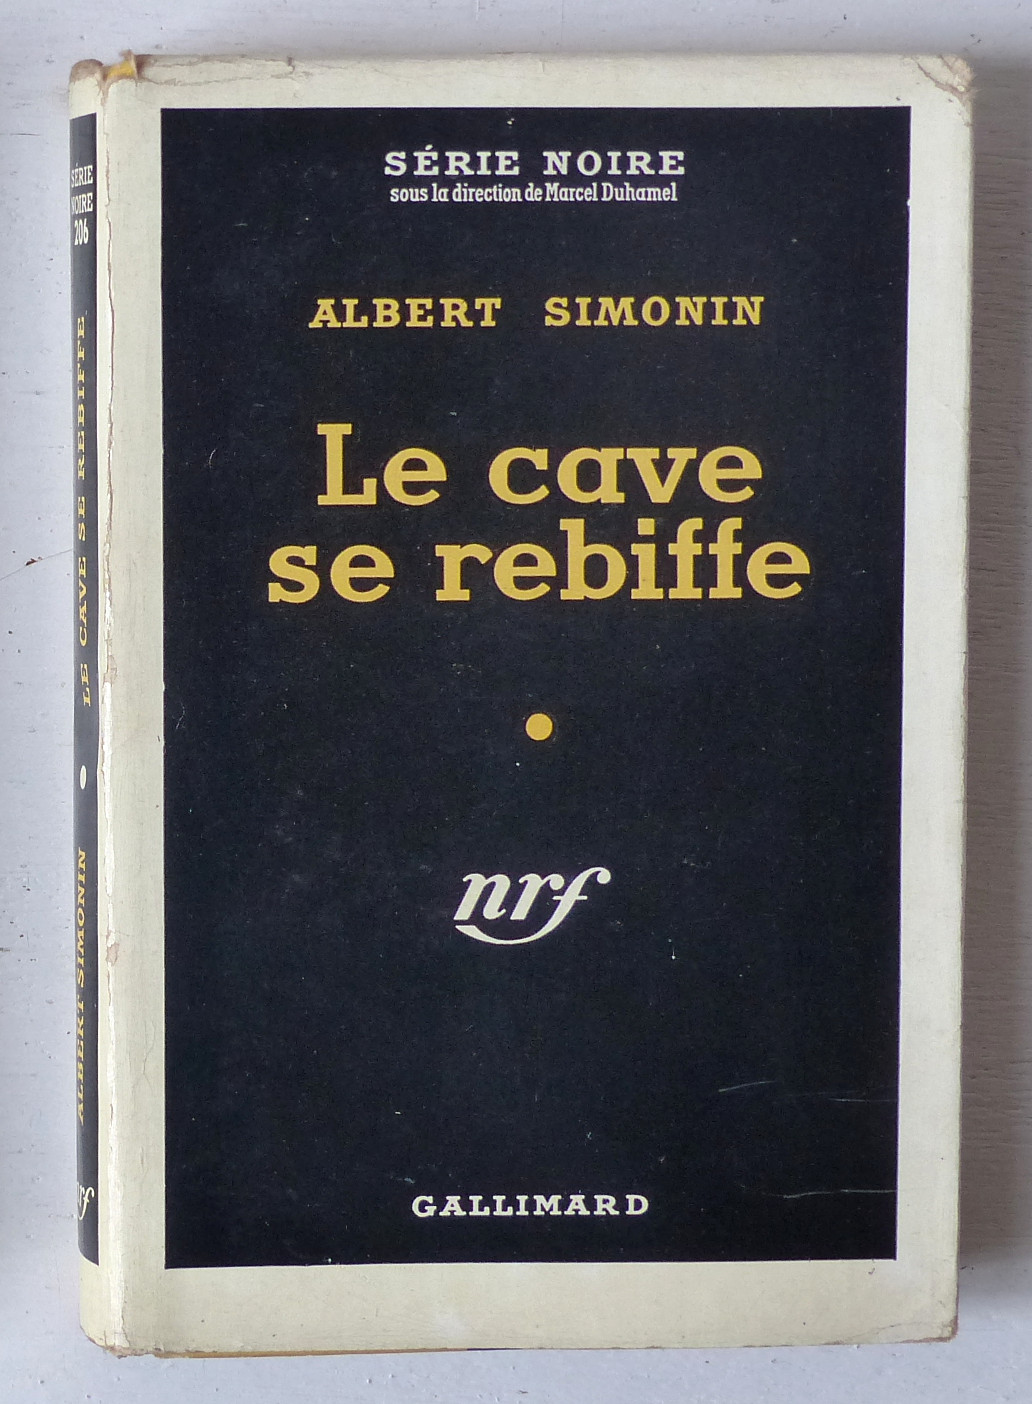 SÉRIE NOIRE
sous la direction de Marcel Duhamel
ALBERT SIMONIN
Le cave
se rebiffe
nrf
GALLIMARD
SÉRIE
NOIRE
206
LE CAVE SE REBIFFE
ALBERT SIMONIN
nrf